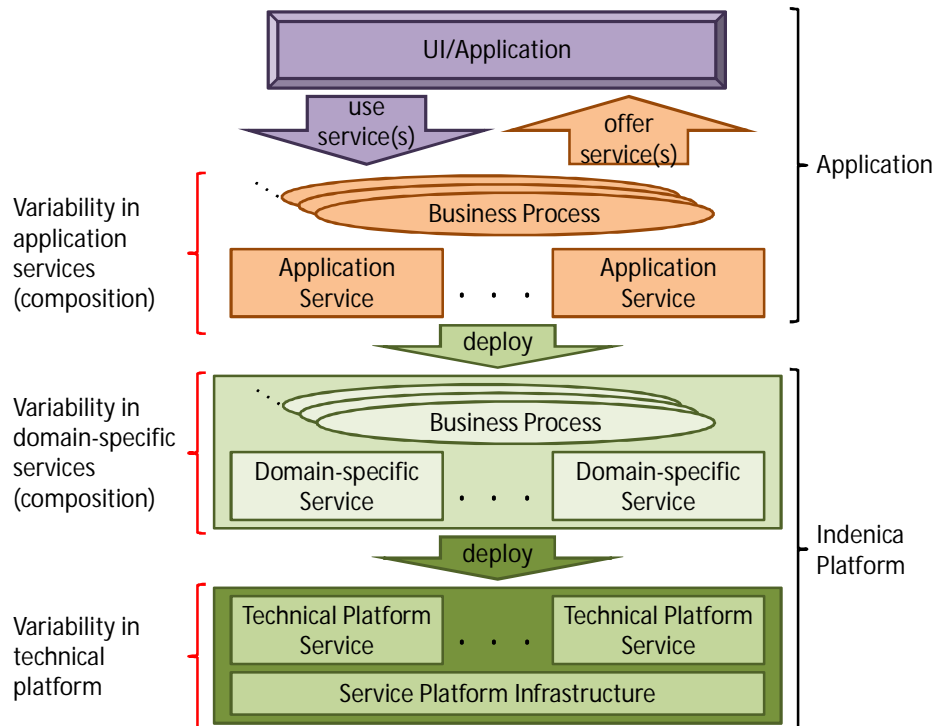 UI/Application
use
service(s)
offer
service(s)
Application
Variability in
application
services
(composition)
Business Process
Application
Service
. . .
Application
Service
deploy
Variability in
domain-specific
services
(composition)
Business Process
Domain-specific
Service
. . .
Domain-specific
Service
Indenica
Platform
deploy
Variability in
technical
platform
Technical Platform
Service
. . .
Technical Platform
Service
Service Platform Infrastructure